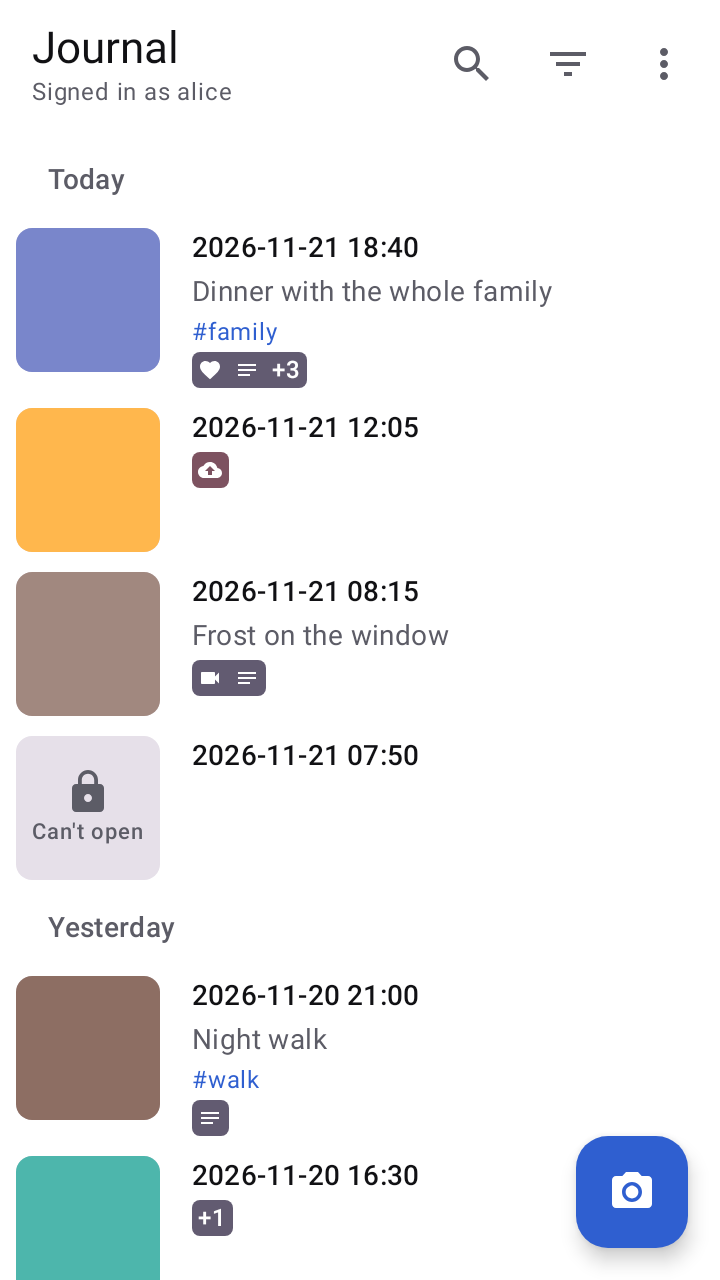 Journal
Signed in as alice
Today
2026-11-21 18:40
Dinner with the whole family
#family
+3
2026-11-21 12:05
2026-11-21 08:15
Frost on the window
2026-11-21 07:50
Can't open
Yesterday
2026-11-20 21:00
Night walk
#walk
2026-11-20 16:30
+1